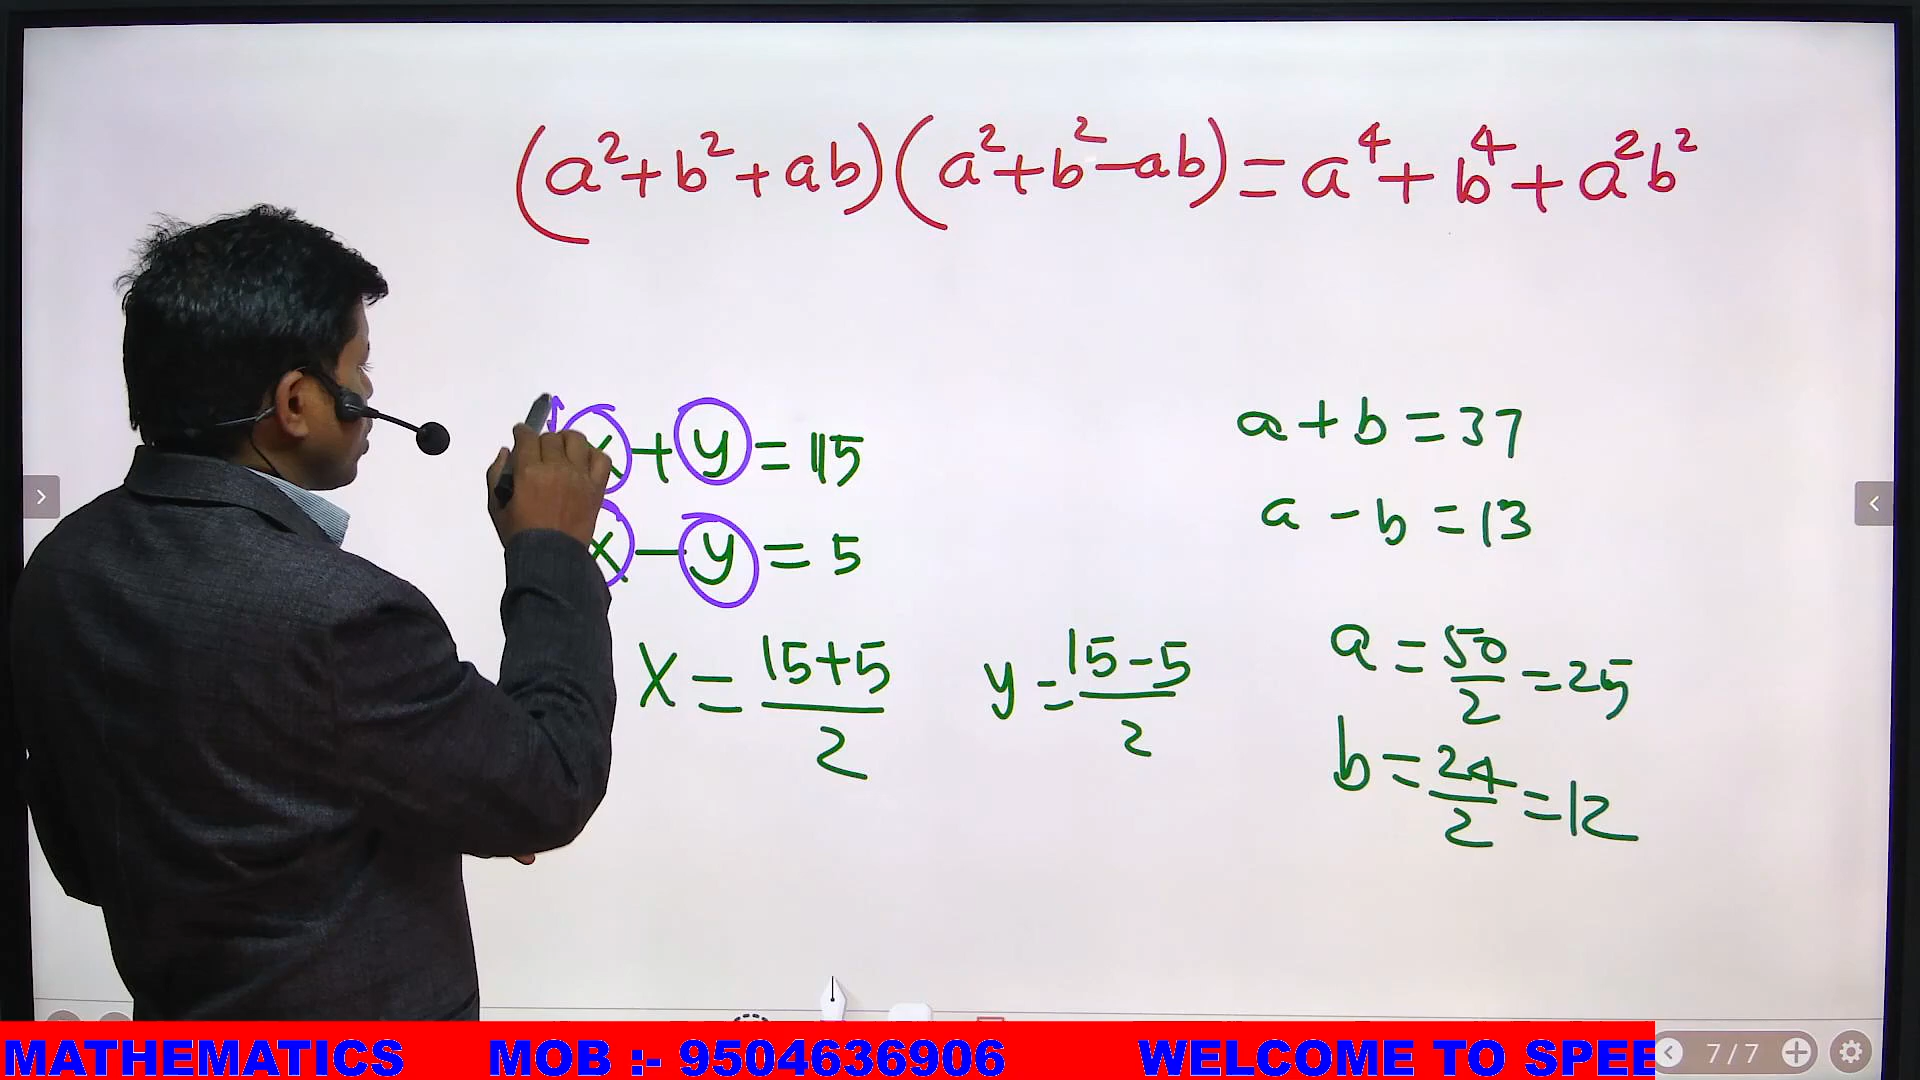 (a²+b²+ab)(a²+b²-ab)=a⁴+b⁴+a²b²
x+y=15
x-y=5
x=15+5/2
y=15-5/2
a+b=37
a-b=13
a=50/2=25
b=24/2=12
7/7
MATHEMATICS MOB :- 9504636906 WELCOME TO SPEE